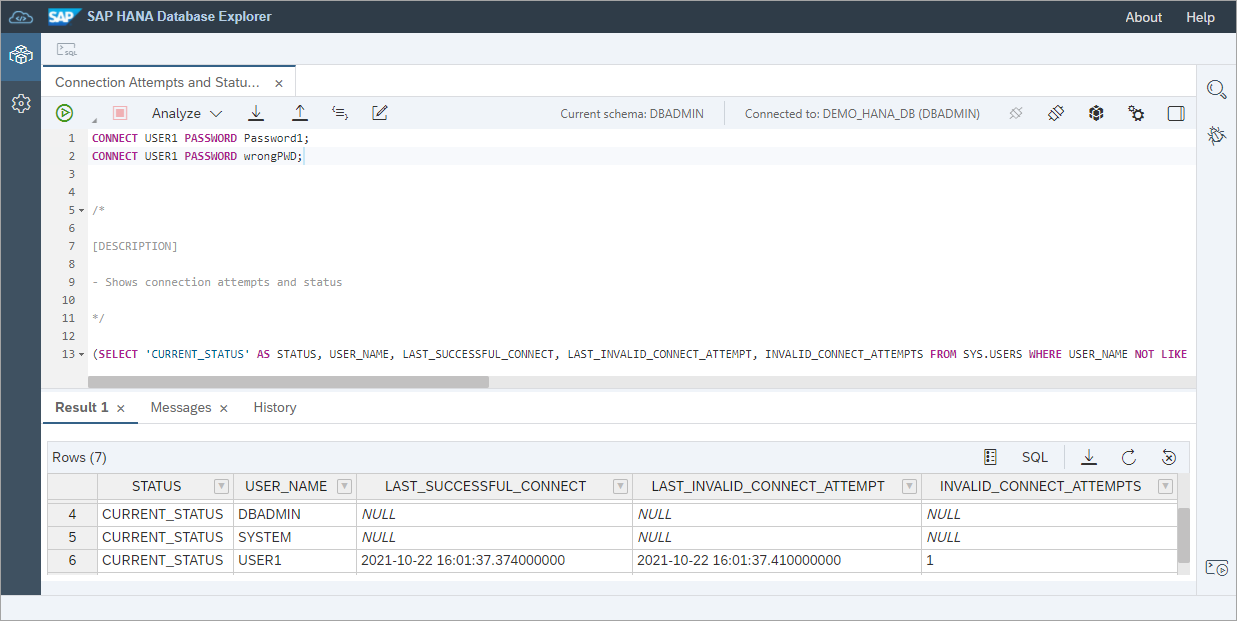 SAP SAP HANA Database Explorer About Help
SQL
Connection Attempts and Statu... ×
Analyze Current schema: DBADMIN Connected to: DEMO_HANA_DB (DBADMIN)
1 CONNECT USER1 PASSWORD Password1;
2 CONNECT USER1 PASSWORD wrongPWD;
3
4
5 /*
6
7 [DESCRIPTION]
8
9 - Shows connection attempts and status
10
11 */
12
13 (SELECT 'CURRENT_STATUS' AS STATUS, USER_NAME, LAST_SUCCESSFUL_CONNECT, LAST_INVALID_CONNECT_ATTEMPT, INVALID_CONNECT_ATTEMPTS FROM SYS.USERS WHERE USER_NAME NOT LIKE
Result 1 × Messages × History
Rows (7) SQL
STATUS USER_NAME LAST_SUCCESSFUL_CONNECT LAST_INVALID_CONNECT_ATTEMPT INVALID_CONNECT_ATTEMPTS
4 CURRENT_STATUS DBADMIN NULL NULL NULL
5 CURRENT_STATUS SYSTEM NULL NULL NULL
6 CURRENT_STATUS USER1 2021-10-22 16:01:37.374000000 2021-10-22 16:01:37.410000000 1